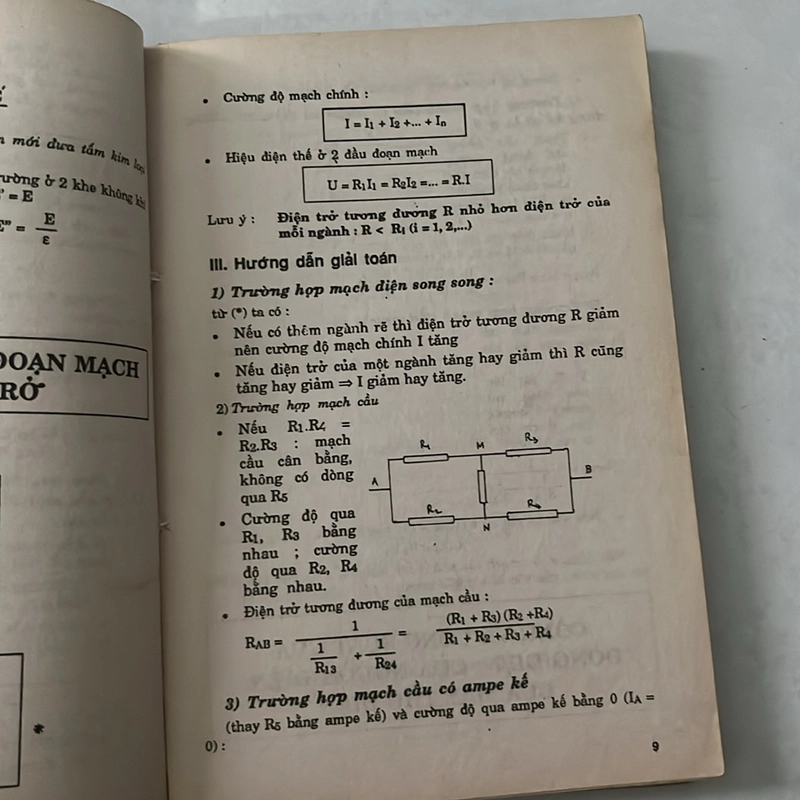 n mới đưa tấm kim loại
rường ở 2 khe không khí
' = E
E" = E/ε
ĐOẠN MẠCH
RỞ
*
• Cường độ mạch chính :
I = I₁ + I₂ +... + Iₙ
• Hiệu điện thế ở 2 đầu đoạn mạch
U = R₁I₁ = R₂I₂ =... = R.I
Lưu ý : Điện trở tương đương R nhỏ hơn điện trở của
mỗi ngành : R < Rᵢ (i = 1, 2,...)
III. Hướng dẫn giải toán
1) Trường hợp mạch điện song song :
từ (*) ta có :
• Nếu có thêm ngành rẽ thì điện trở tương đương R giảm
nên cường độ mạch chính I tăng
• Nếu điện trở của một ngành tăng hay giảm thì R cũng
tăng hay giảm ⇒ I giảm hay tăng.
2) Trường hợp mạch cầu
• Nếu R₁.R₄ =
R₂.R₃ : mạch
cầu cân bằng,
không có dòng
qua R₅
• Cường độ qua
R₁, R₃ bằng
nhau ; cường
độ qua R₂, R₄
bằng nhau.
R₁ M R₃
A B
R₂ N R₄
• Điện trở tương đương của mạch cầu :
R_AB = 1/(1/R₁₃ + 1/R₂₄) = (R₁ + R₃) (R₂ +R₄)/(R₁ + R₂ + R₃ + R₄)
3) Trường hợp mạch cầu có ampe kế
(thay R₅ bằng ampe kế) và cường độ qua ampe kế bằng 0 (I_A =
0) :
9